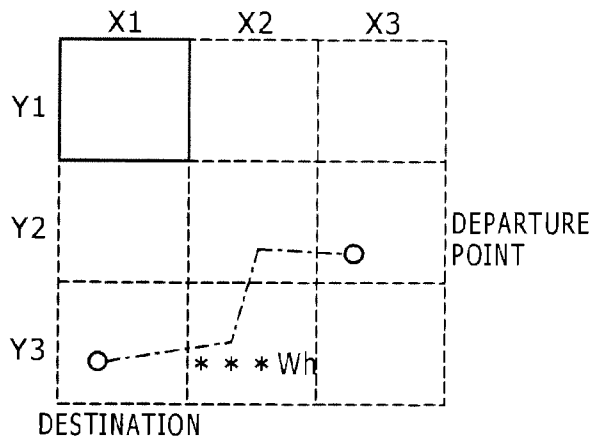 X1 X2 X3
Y1
Y2
DEPARTURE
POINT
Y3
* * * Wh
DESTINATION